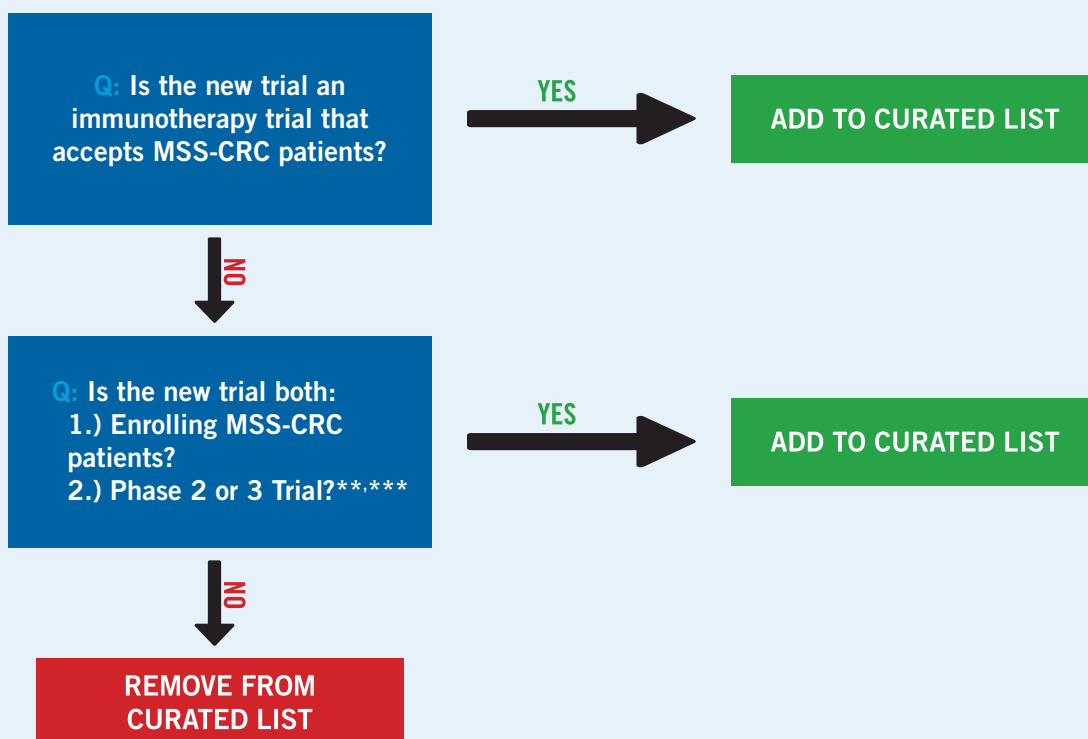 Q: Is the new trial an
immunotherapy trial that
accepts MSS-CRC patients?
YES
ADD TO CURATED LIST
NO
Q: Is the new trial both:
1.) Enrolling MSS-CRC
patients?
2.) Phase 2 or 3 Trial?**,***
YES
ADD TO CURATED LIST
NO
REMOVE FROM
CURATED LIST